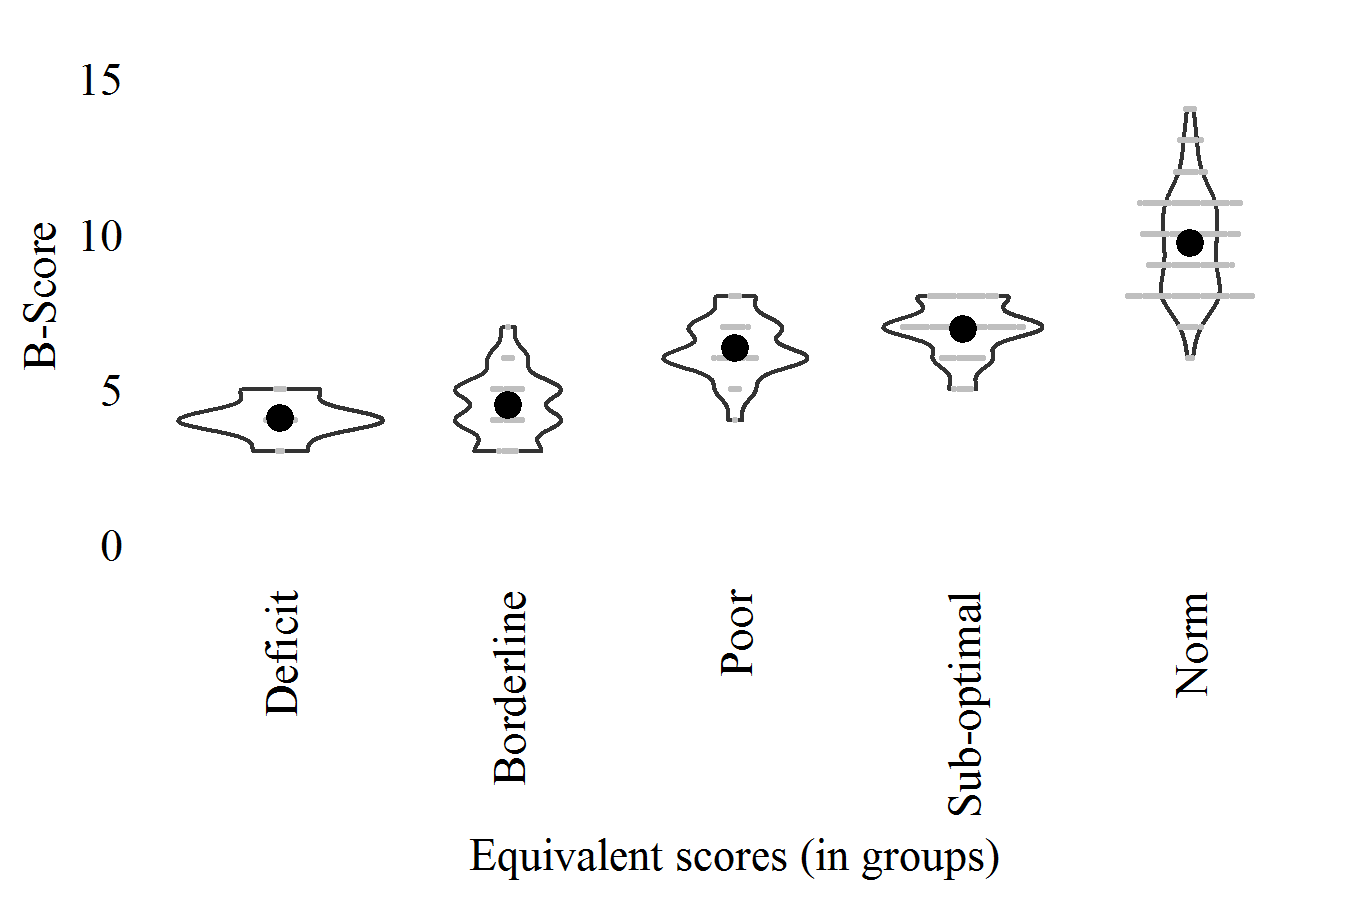 15
10
5
0
B-Score
Deficit
Borderline
Poor
Sub-optimal
Norm
Equivalent scores (in groups)